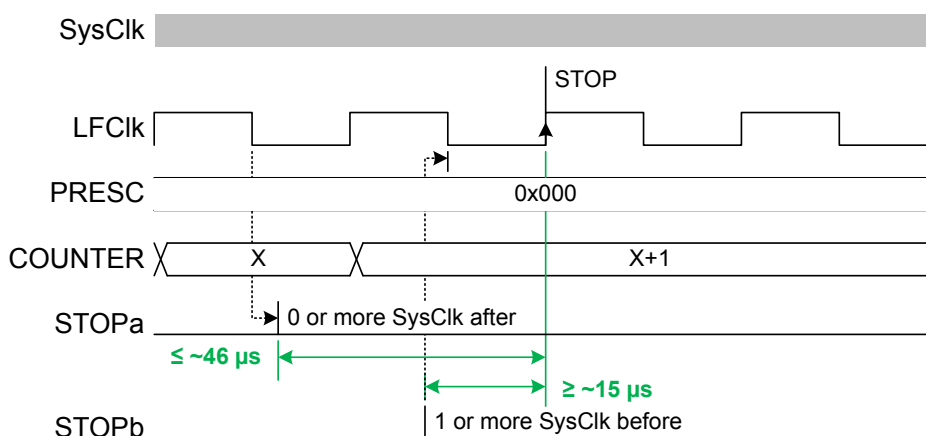 SysClk
STOP
LFClk
PRESC
0x000
COUNTER
X
X+1
STOPa
0 or more SysClk after
≤ ~46 µs
≥ ~15 µs
STOPb
1 or more SysClk before